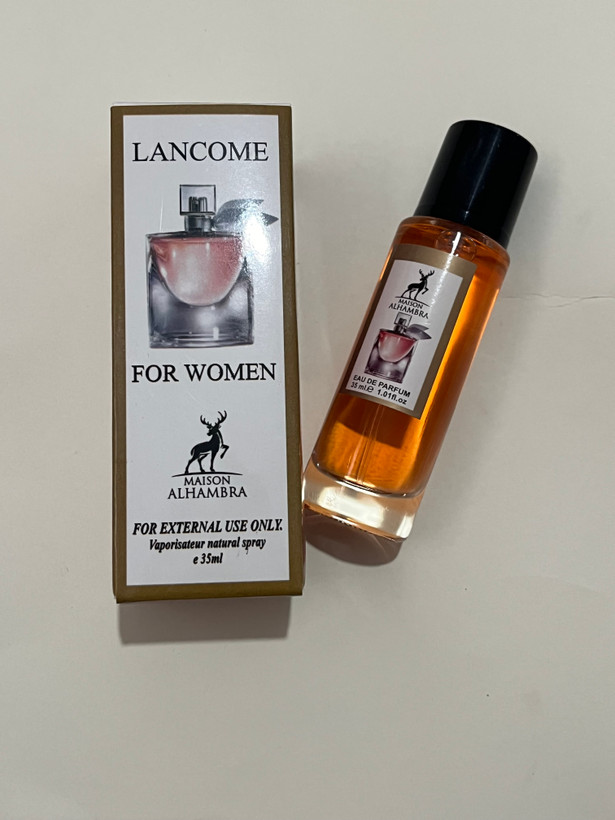 LANCOME
FOR WOMEN
MAISON
ALHAMBRA
FOR EXTERNAL USE ONLY.
Vaporisateur natural spray
e 35ml
MAISON
ALHAMBRA
EAU DE PARFUM
35 ml.e 1.01fl.oz